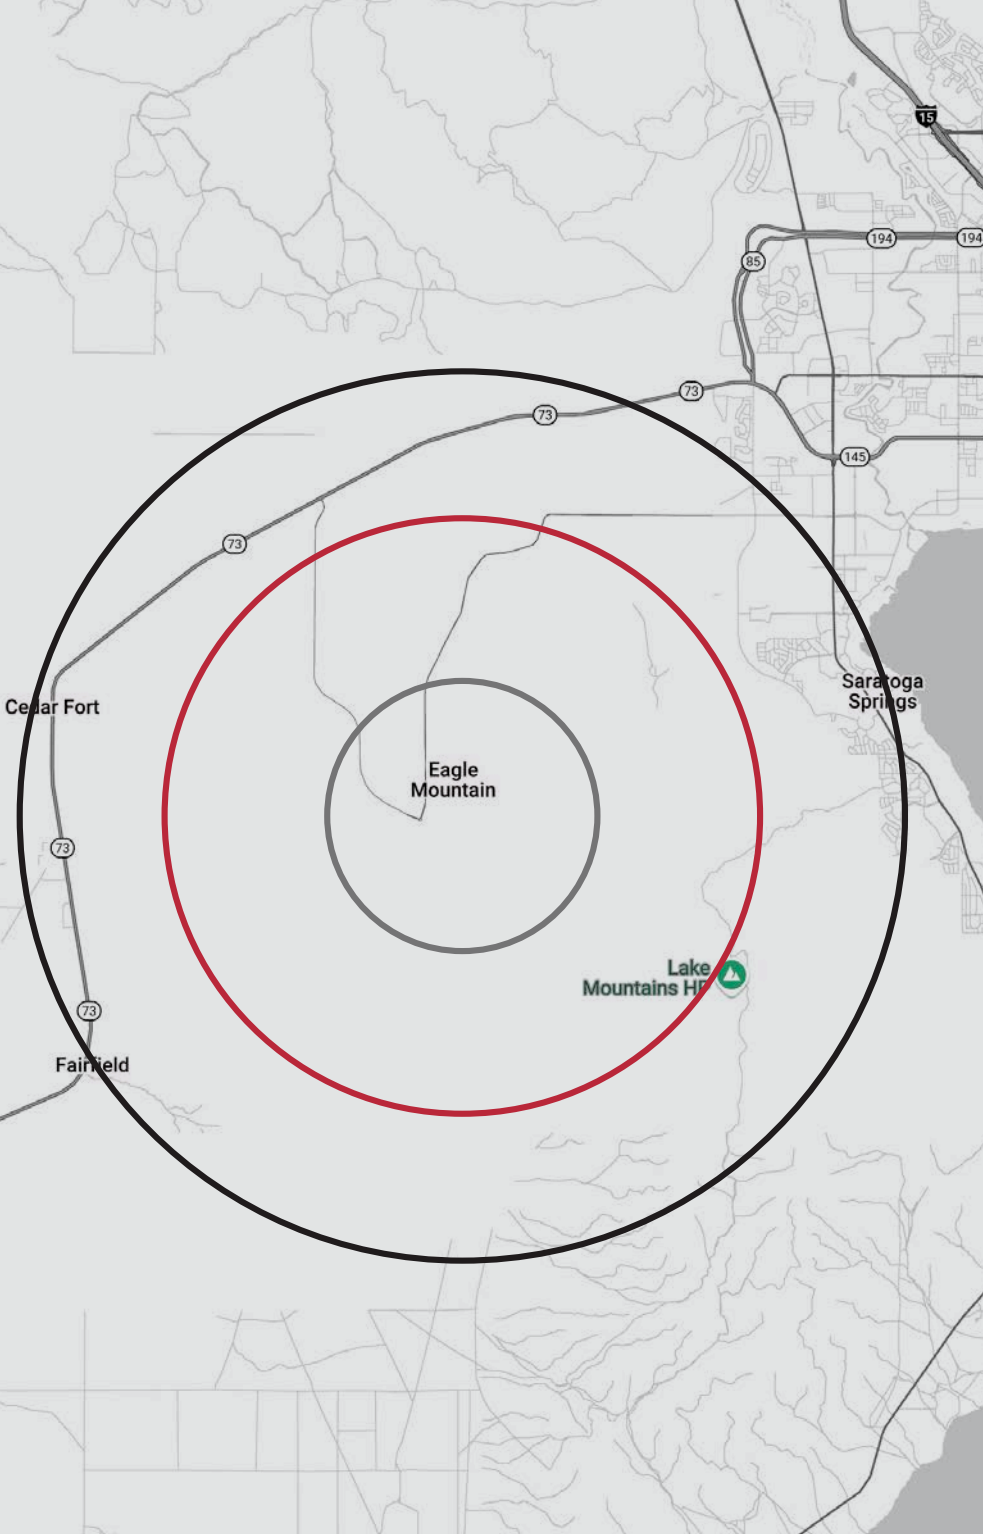 15
194
194
85
73
73
145
73
Saratoga
Springs
Cedar Fort
Eagle
Mountain
73
Lake
Mountains HP
73
Fairfield